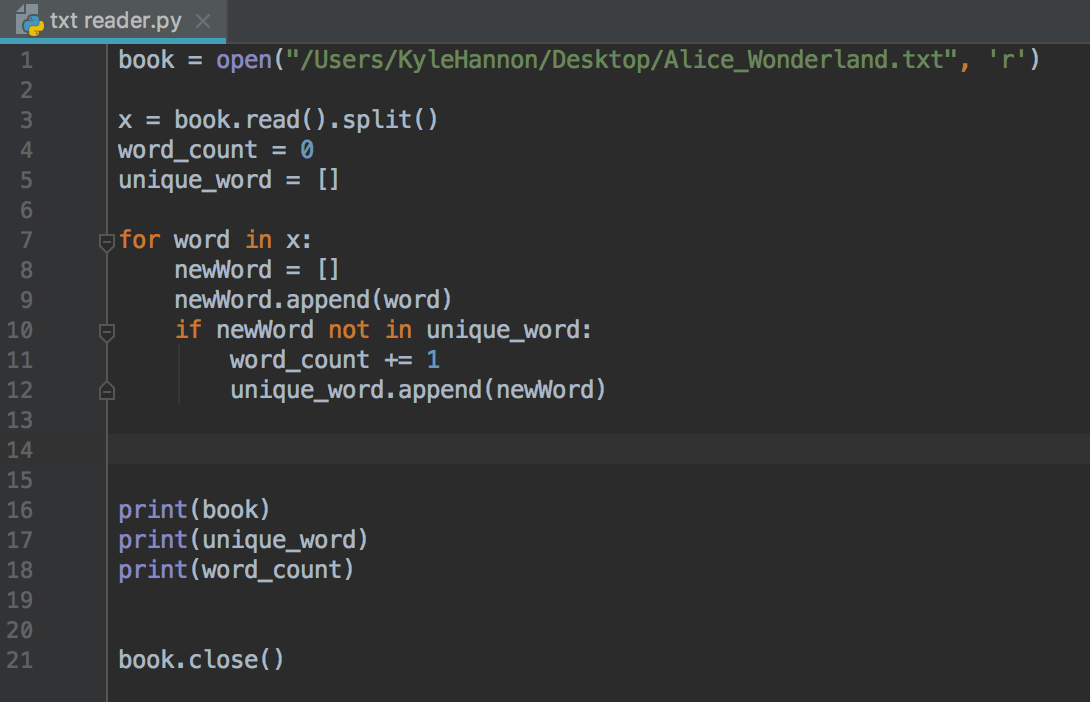 txt reader.py
1 book = open("/Users/KyleHannon/Desktop/Alice_Wonderland.txt", 'r')
2
3 x = book.read().split()
4 word_count = 0
5 unique_word = []
6
7 for word in x:
8     newWord = []
9     newWord.append(word)
10     if newWord not in unique_word:
11         word_count += 1
12         unique_word.append(newWord)
13
14
15
16 print(book)
17 print(unique_word)
18 print(word_count)
19
20
21 book.close()